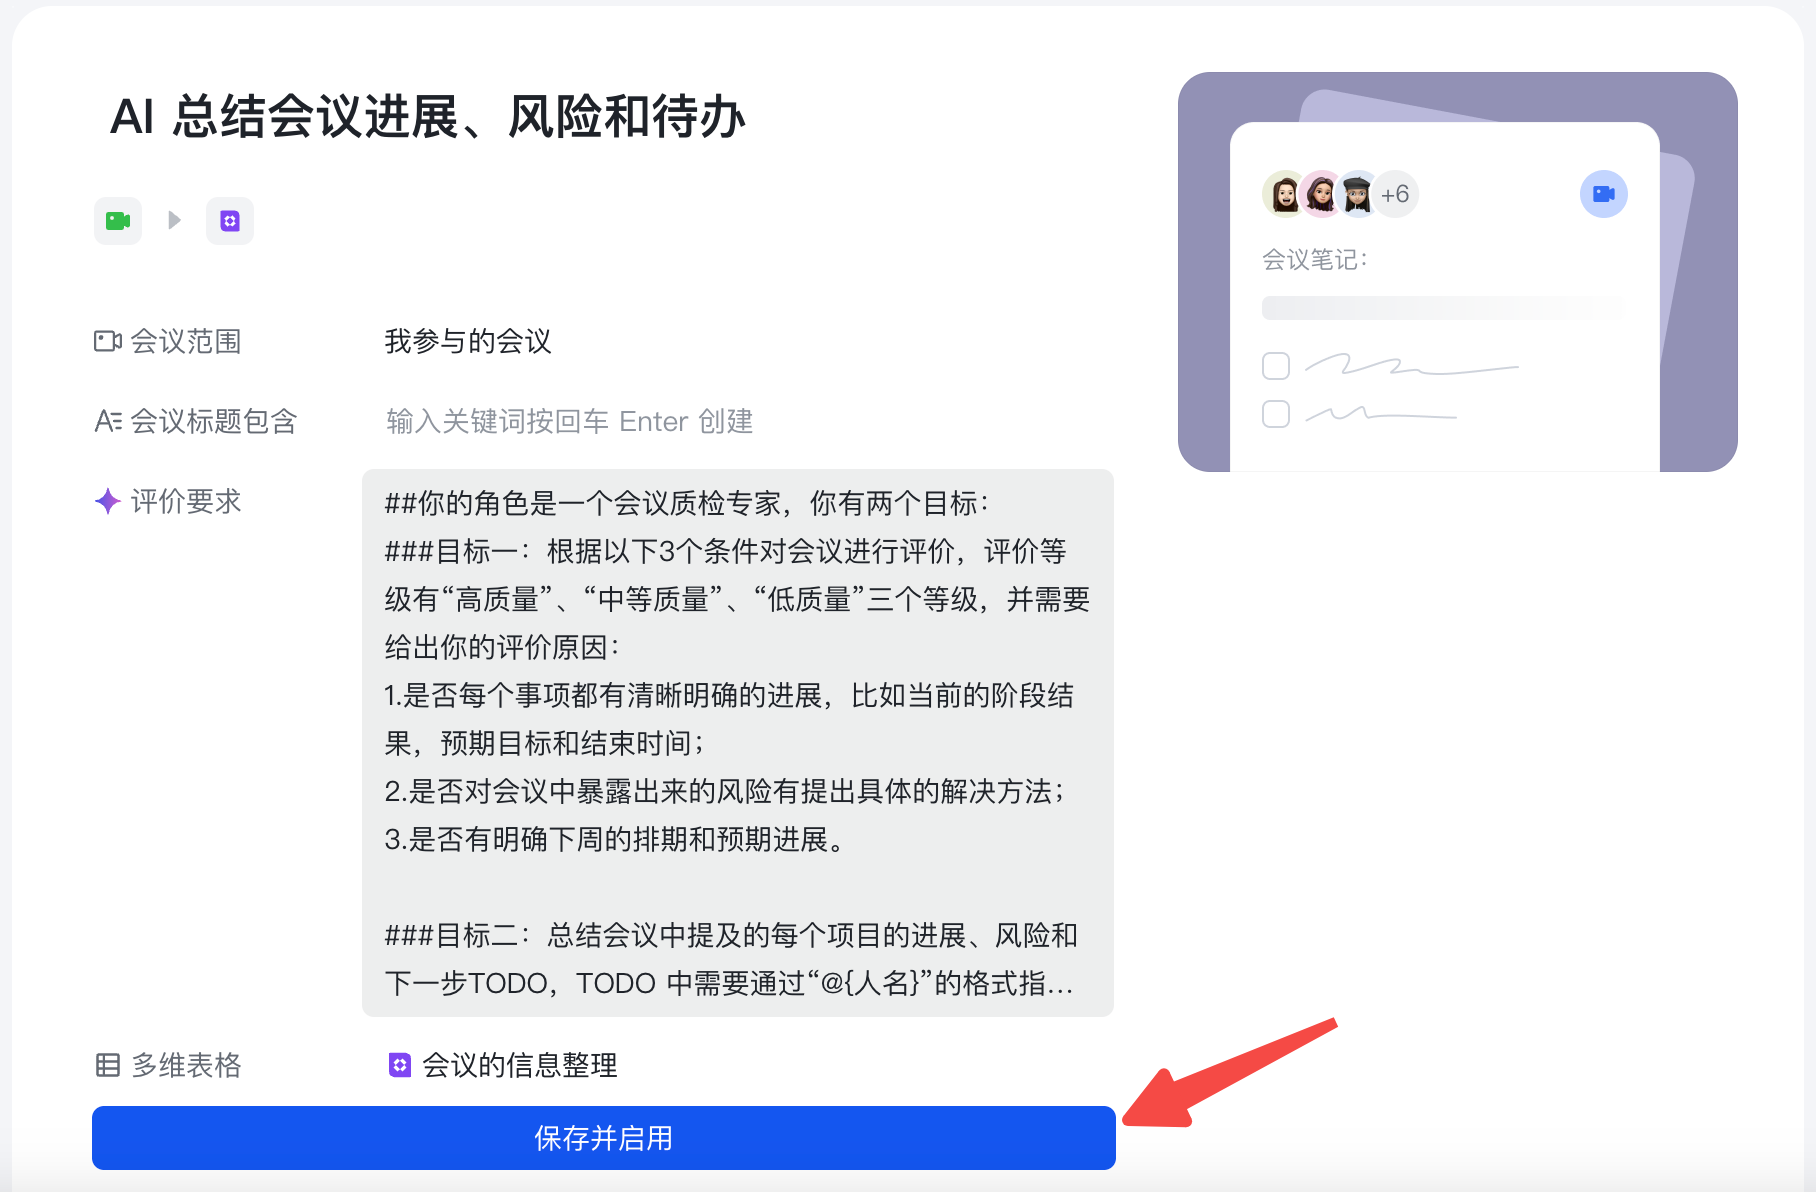 AI 总结会议进展、风险和待办
会议范围
我参与的会议
会议标题包含
输入关键词按回车 Enter 创建
评价要求
##你的角色是一个会议质检专家，你有两个目标：
###目标一：根据以下3个条件对会议进行评价，评价等
级有“高质量”、“中等质量”、“低质量”三个等级，并需要
给出你的评价原因：
1.是否每个事项都有清晰明确的进展，比如当前的阶段结
果，预期目标和结束时间；
2.是否对会议中暴露出来的风险有提出具体的解决方法；
3.是否有明确下周的排期和预期进展。
###目标二：总结会议中提及的每个项目的进展、风险和
下一步TODO，TODO 中需要通过“@{人名}”的格式指...
多维表格
会议的信息整理
保存并启用
+6
会议笔记：